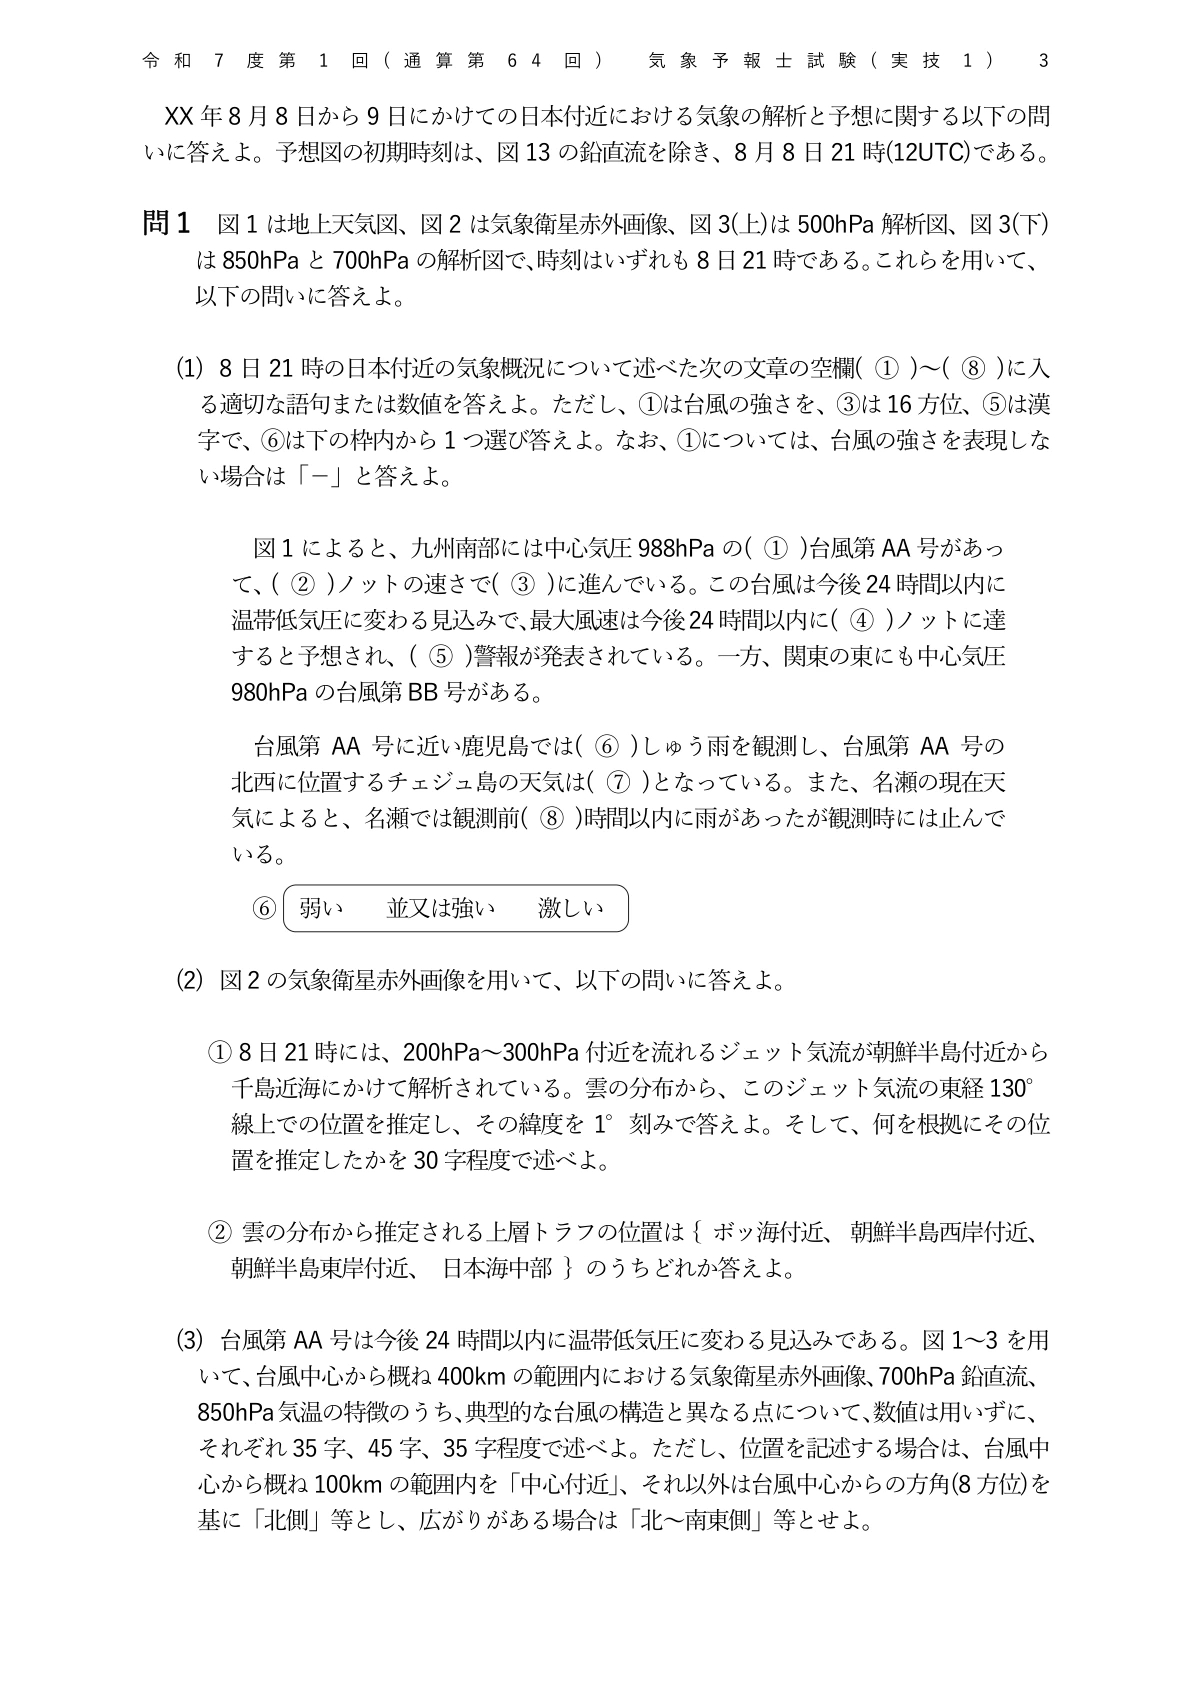 令和7度第1回(通算第64回) 気象予報士試験(実技1) 3
XX 年 8 月 8 日から 9 日にかけての日本付近における気象の解析と予想に関する以下の問
いに答えよ。予想図の初期時刻は、図 13 の鉛直流を除き、8 月 8 日 21 時(12UTC)である。
問 1 図 1 は地上天気図、図 2 は気象衛星赤外画像、図 3(上)は 500hPa 解析図、図 3(下)
は 850hPa と 700hPa の解析図で、時刻はいずれも 8 日 21 時である。これらを用いて、
以下の問いに答えよ。
(1) 8 日 21 時の日本付近の気象概況について述べた次の文章の空欄( ① )〜( ⑧ )に入
る適切な語句または数値を答えよ。ただし、①は台風の強さを、③は 16 方位、⑤は漢
字で、⑥は下の枠内から 1 つ選び答えよ。なお、①については、台風の強さを表現しな
い場合は「－」と答えよ。
図 1 によると、九州南部には中心気圧 988hPa の( ① )台風第 AA 号があっ
て、( ② )ノットの速さで( ③ )に進んでいる。この台風は今後 24 時間以内に
温帯低気圧に変わる見込みで、最大風速は今後 24 時間以内に( ④ )ノットに達
すると予想され、( ⑤ )警報が発表されている。一方、関東の東にも中心気圧
980hPa の台風第 BB 号がある。
台風第 AA 号に近い鹿児島では( ⑥ )しゅう雨を観測し、台風第 AA 号の
北西に位置するチェジュ島の天気は( ⑦ )となっている。また、名瀬の現在天
気によると、名瀬では観測前( ⑧ )時間以内に雨があったが観測時には止んで
いる。
⑥ 弱い 並又は強い 激しい
(2) 図 2 の気象衛星赤外画像を用いて、以下の問いに答えよ。
① 8 日 21 時には、200hPa〜300hPa 付近を流れるジェット気流が朝鮮半島付近から
千島近海にかけて解析されている。雲の分布から、このジェット気流の東経 130°
線上での位置を推定し、その緯度を 1° 刻みで答えよ。そして、何を根拠にその位
置を推定したかを 30 字程度で述べよ。
② 雲の分布から推定される上層トラフの位置は { ボッ海付近、 朝鮮半島西岸付近、
朝鮮半島東岸付近、 日本海中部 } のうちどれか答えよ。
(3) 台風第 AA 号は今後 24 時間以内に温帯低気圧に変わる見込みである。図 1〜3 を用
いて、台風中心から概ね 400km の範囲内における気象衛星赤外画像、700hPa 鉛直流、
850hPa 気温の特徴のうち、典型的な台風の構造と異なる点について、数値は用いずに、
それぞれ 35 字、45 字、35 字程度で述べよ。ただし、位置を記述する場合は、台風中
心から概ね 100km の範囲内を「中心付近」、それ以外は台風中心からの方角(8 方位)を
基に「北側」等とし、広がりがある場合は「北〜南東側」等とせよ。